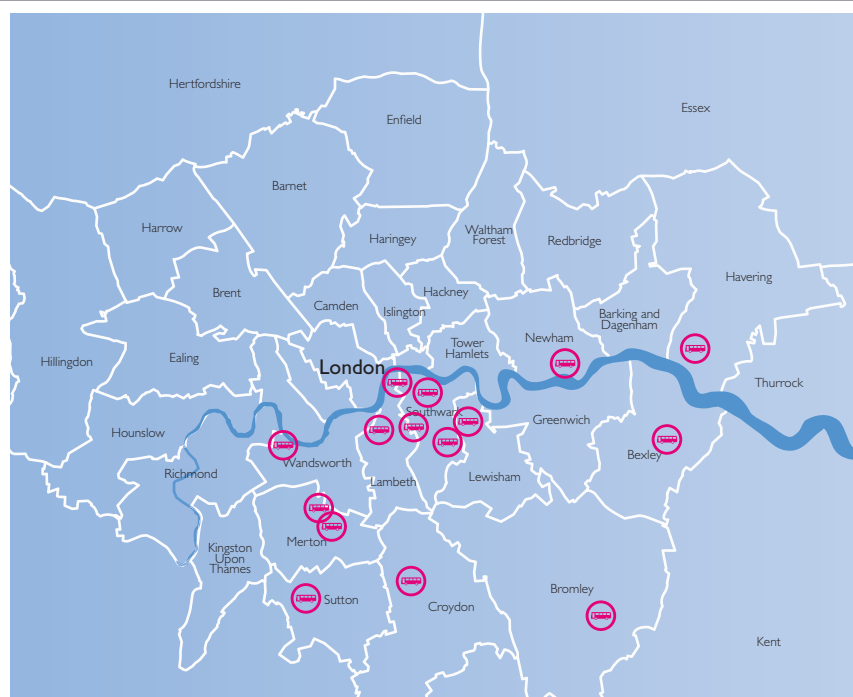 Hertfordshire
Essex
Enfield
Barnet
Harrow
Haringey
Waltham
Forest
Redbridge
Havering
Brent
Camden
Islington
Hackney
Barking and
Dagenham
Hillingdon
Ealing
London
Tower
Hamlets
Newham
Thurrock
Southwark
Greenwich
Hounslow
Richmond
Wandsworth
Lambeth
Lewisham
Bexley
Merton
Kingston
Upon
Thames
Sutton
Croydon
Bromley
Kent